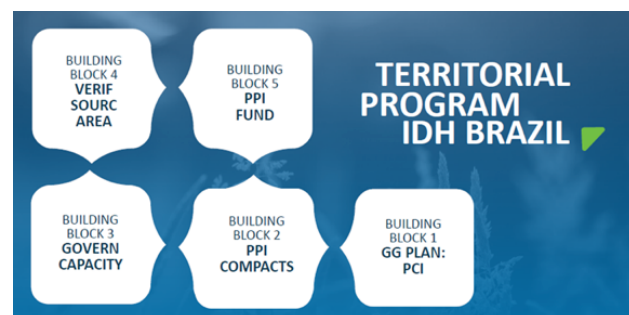 BUILDING
BLOCK 4
VERIF
SOURC
AREA
BUILDING
BLOCK 5
PPI
FUND
TERRITORIAL
PROGRAM
IDH BRAZIL
BUILDING
BLOCK 3
GOVERN
CAPACITY
BUILDING
BLOCK 2
PPI
COMPACTS
BUILDING
BLOCK 1
GG PLAN:
PCI